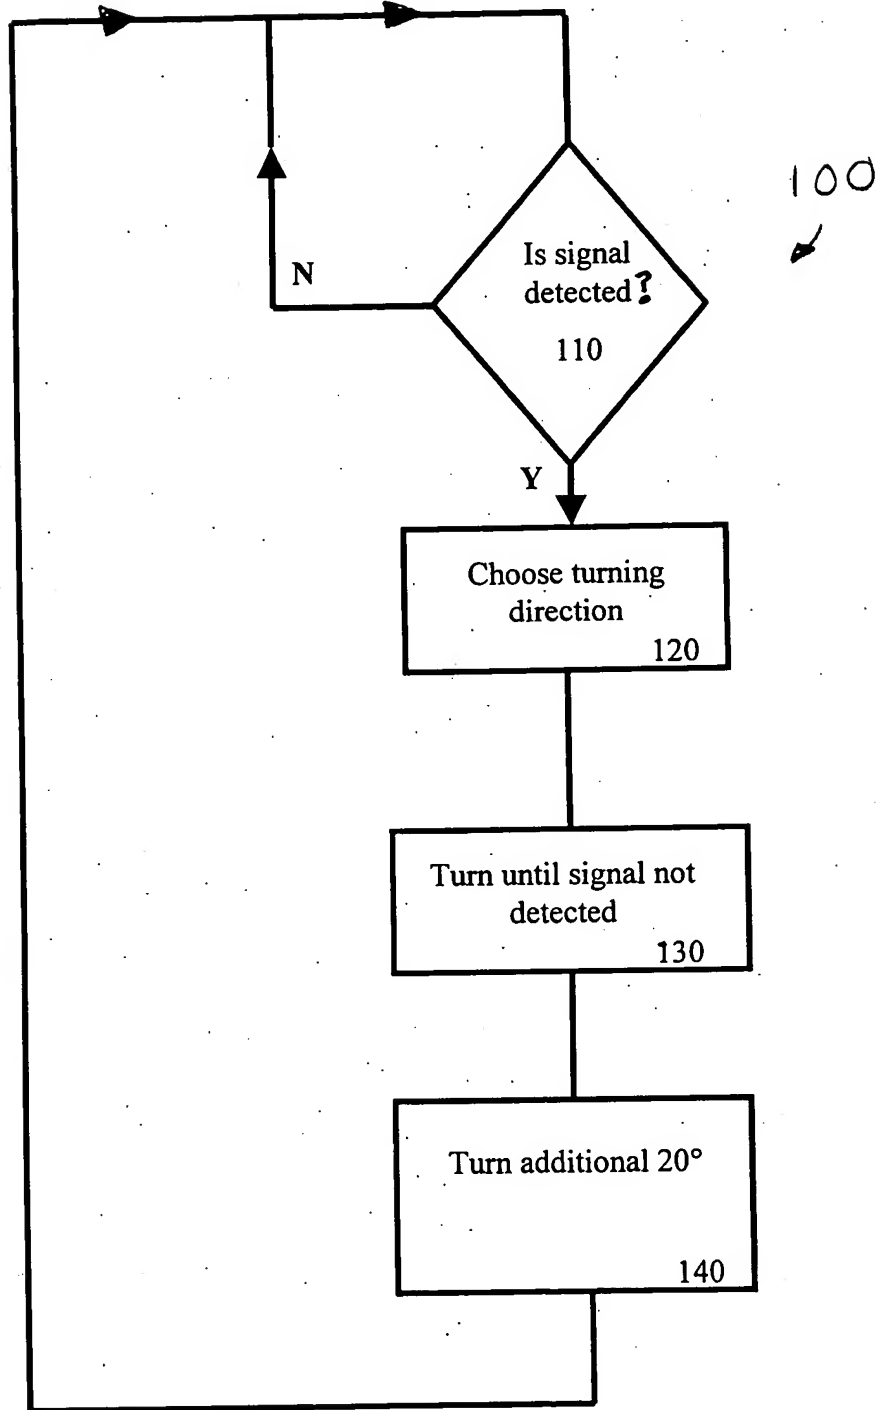 100
Is signal
detected?
110
N
Y
Choose turning
direction
120
Turn until signal not
detected
130
Turn additional 20°
140